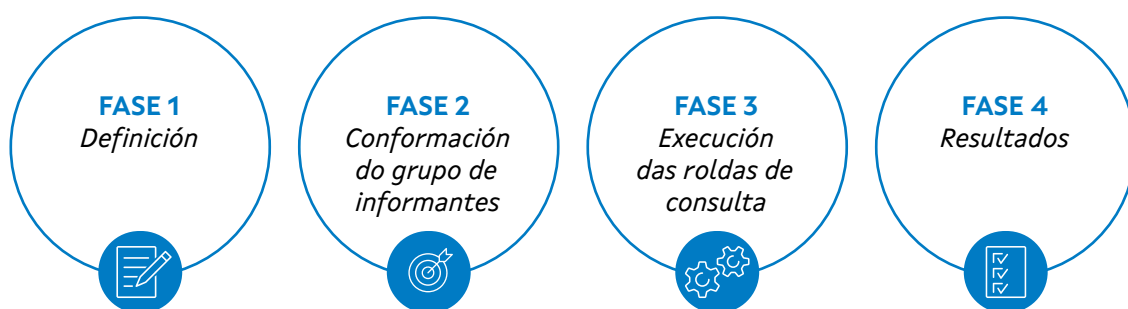 FASE 1
Definición
FASE 2
Conformación
do grupo de
informantes
FASE 3
Execución
das roldas de
consulta
FASE 4
Resultados